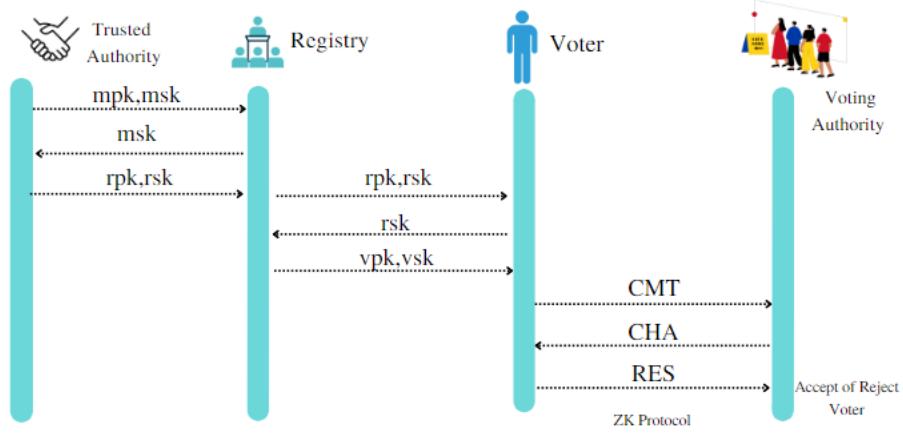 Trusted
Authority
Registry
Voter
Voting
Authority
mpk,msk
msk
rpk,rsk
rpk,rsk
rsk
vpk,vsk
CMT
CHA
RES
Accept of Reject
Voter
ZK Protocol